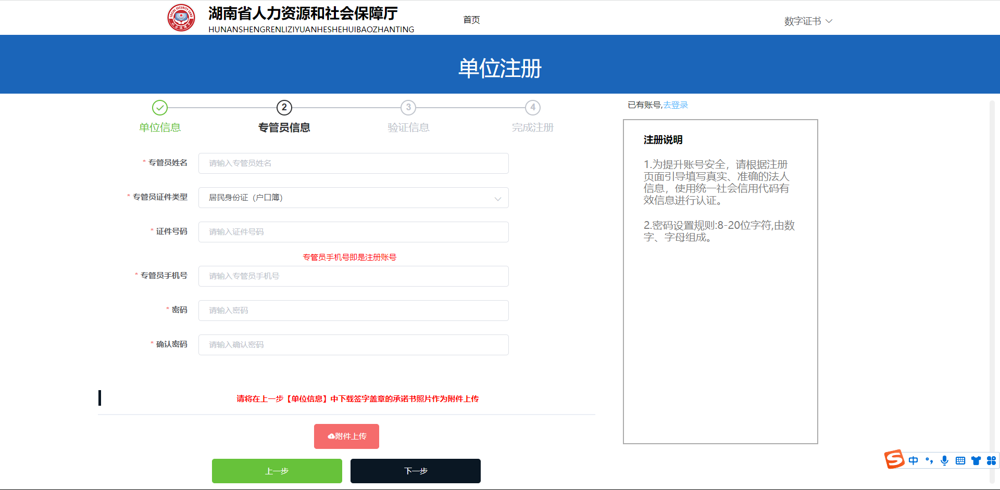 湖南省人力资源和社会保障厅
HUNANSHENGRENLIZIYUANHESHEHUIBAOZHANTING
首页
数字证书
单位注册
2
3
4
单位信息
专管员信息
验证信息
完成注册
已有账号,去登录
* 专管员姓名
请输入专管员姓名
* 专管员证件类型
居民身份证（户口簿）
* 证件号码
请输入证件号码
专管员手机号即是注册账号
* 专管员手机号
请输入专管员手机号
* 密码
请输入密码
* 确认密码
请输入确认密码
请将在上一步【单位信息】中下载签字盖章的承诺书照片作为附件上传
附件上传
上一步
下一步
注册说明
1.为提升账号安全，请根据注册
页面引导填写真实、准确的法人
信息，使用统一社会信用代码有
效信息进行认证。
2.密码设置规则:8-20位字符,由数
字、字母组成。
S
中